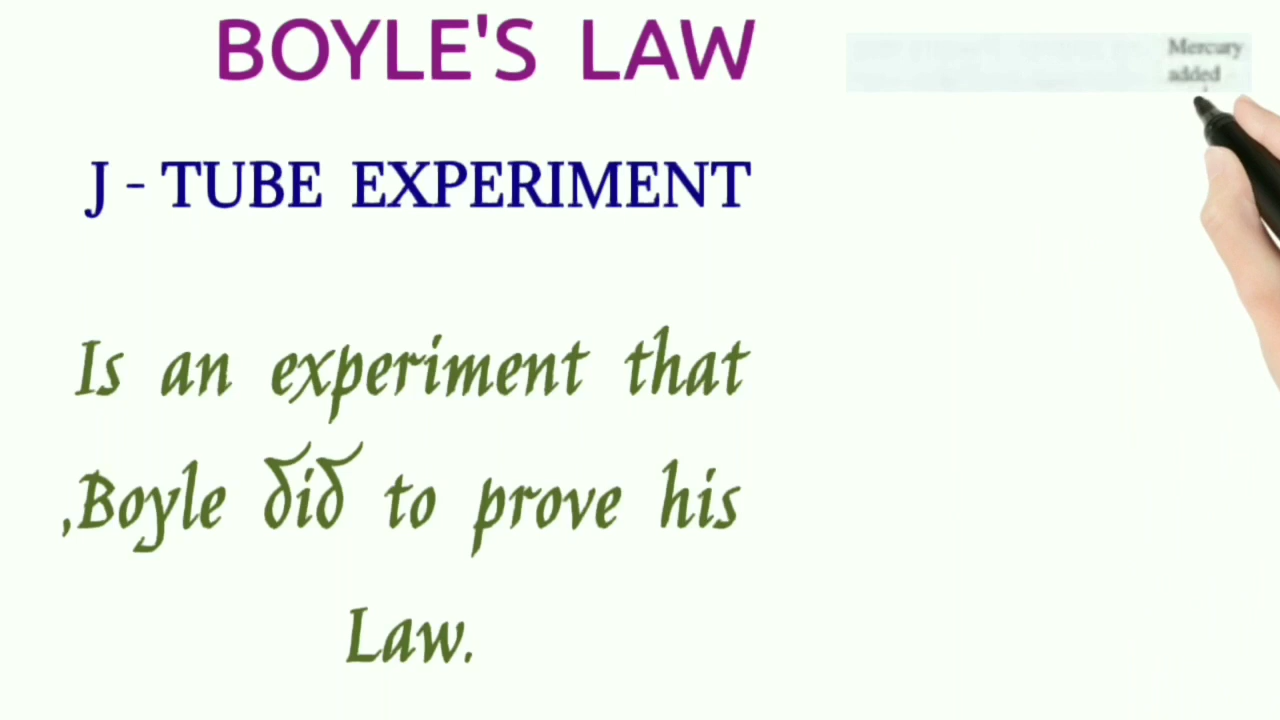 BOYLE'S LAW
Mercury
added
J - TUBE EXPERIMENT
Is an experiment that
,Boyle did to prove his
Law.